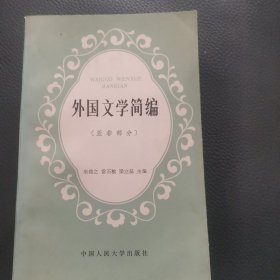 WAIGUO WENXUE
JIANBIAN
外国文学简编
〔亚非部分〕
朱维之 雷石榆 梁立基 主编
中国人民大学出版社